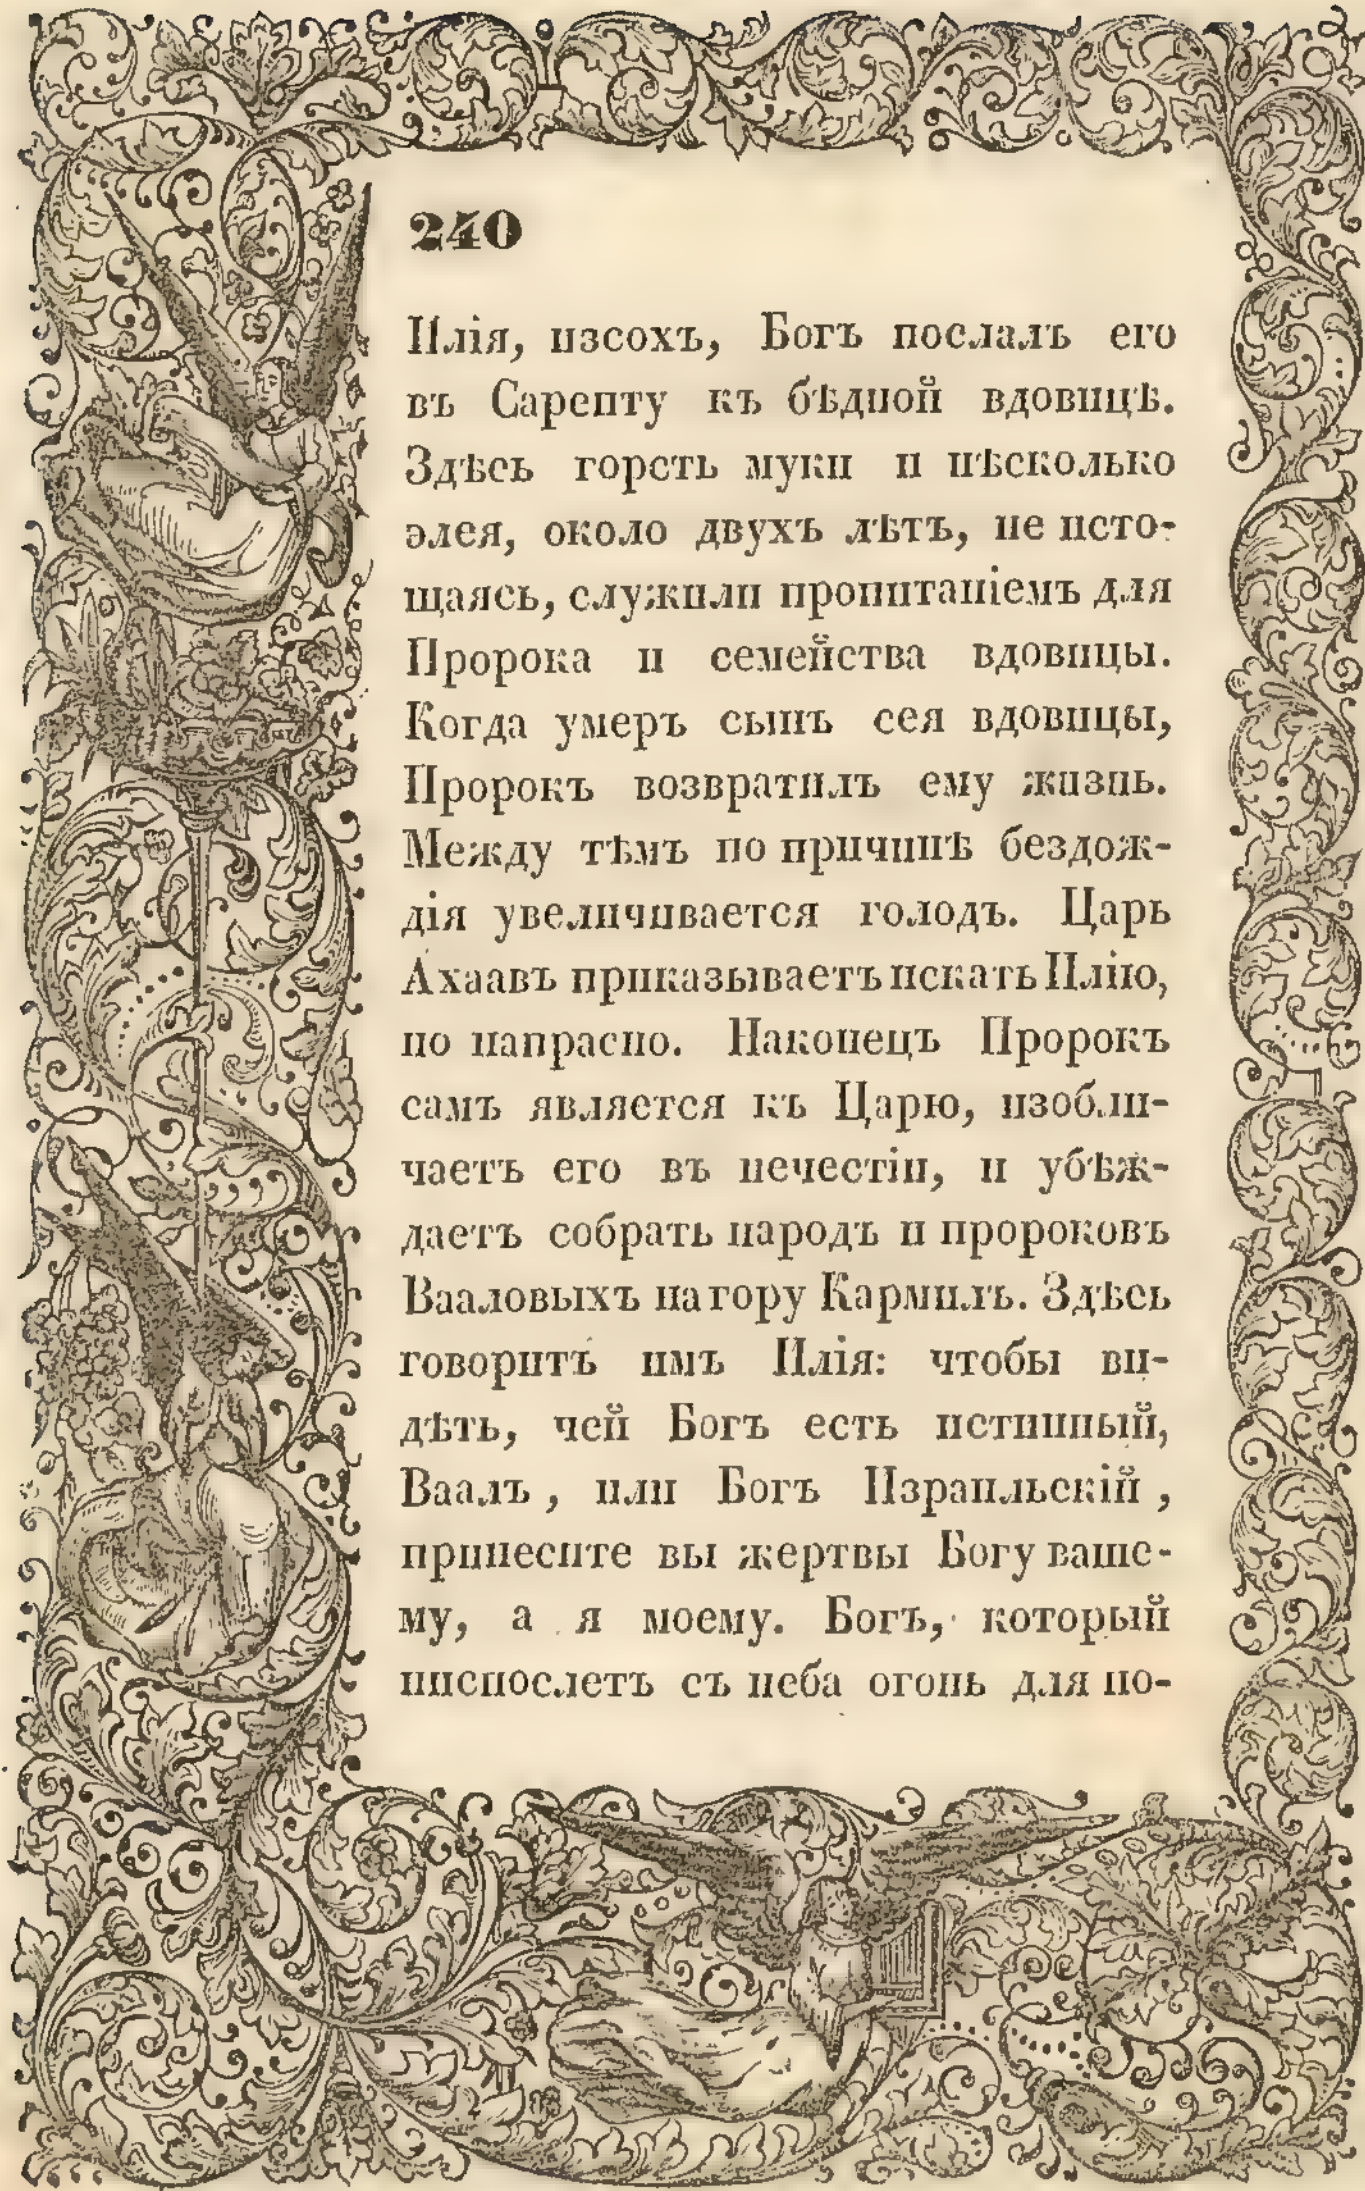 240
Илія, изсохъ, Богъ послалъ его
въ Сарепту къ бѣдной вдовицѣ.
Здѣсь горсть муки и нѣсколько
элея, около двухъ лѣтъ, не исто-
щаясь, служили пропитаніемъ для
Пророка и семейства вдовицы.
Когда умеръ сынъ сея вдовицы,
Пророкъ возвратилъ ему жизнь.
Между тѣмъ по причинѣ бездож-
дія увеличивается голодъ. Царь
Ахаавъ приказываетъ искать Илію,
но напрасно. Наконецъ Пророкъ
самъ является къ Царю, изобли-
чаетъ его въ нечестіи, и убѣж-
даетъ собрать народъ и пророковъ
Вааловыхъ на гору Кармилъ. Здѣсь
говоритъ имъ Илія: чтобы ви-
дѣть, чей Богъ есть истинный,
Ваалъ, или Богъ Израильскій,
принесите вы жертвы Богу ваше-
му, а я моему. Богъ, который
ниспослетъ съ неба огонь для по-